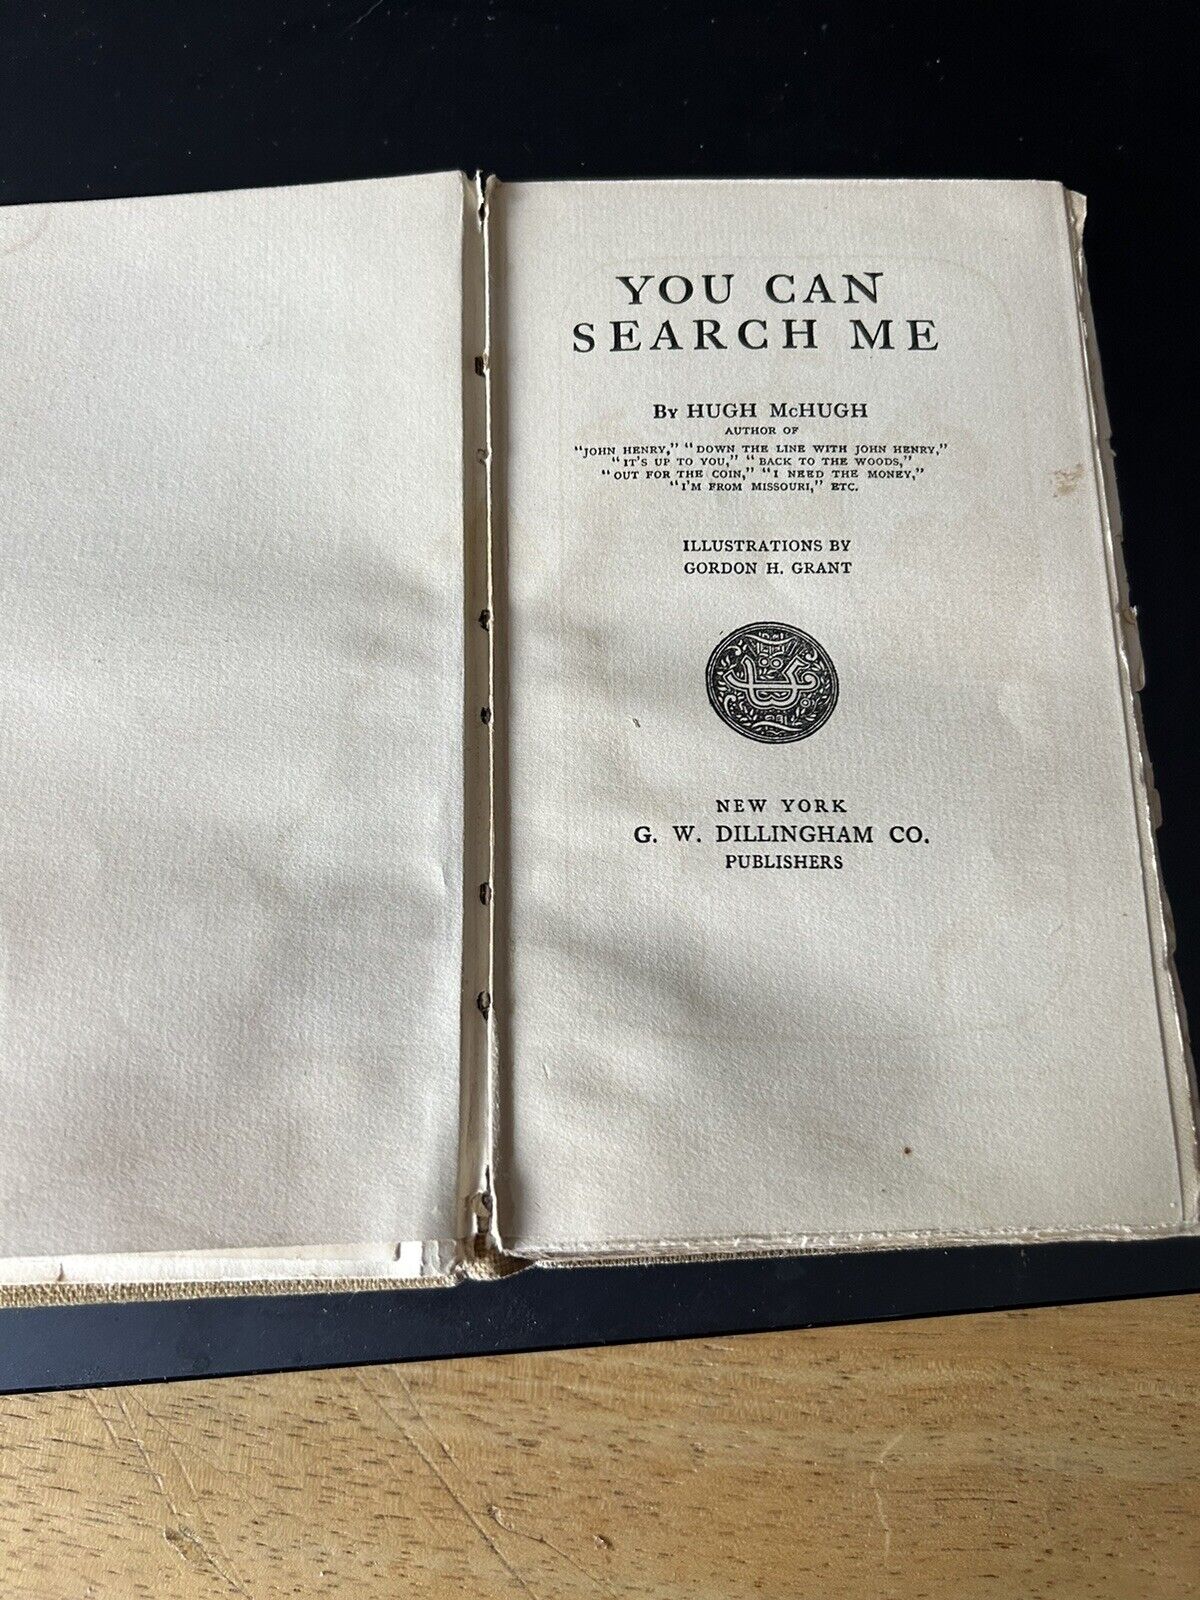 YOU CAN
SEARCH ME
By HUGH McHUGH
AUTHOR OF
"JOHN HENRY," "DOWN THE LINE WITH JOHN HENRY,"
"IT'S UP TO YOU," "BACK TO THE WOODS,"
"OUT FOR THE COIN," "I NEED THE MONEY,"
"I'M FROM MISSOURI," ETC.
ILLUSTRATIONS BY
GORDON H. GRANT
NEW YORK
G. W. DILLINGHAM CO.
PUBLISHERS